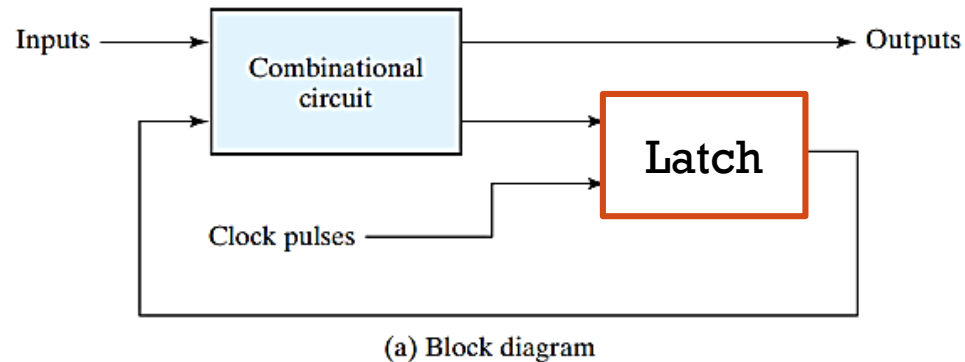 Inputs
Combinational
circuit
Outputs
Latch
Clock pulses
(a) Block diagram